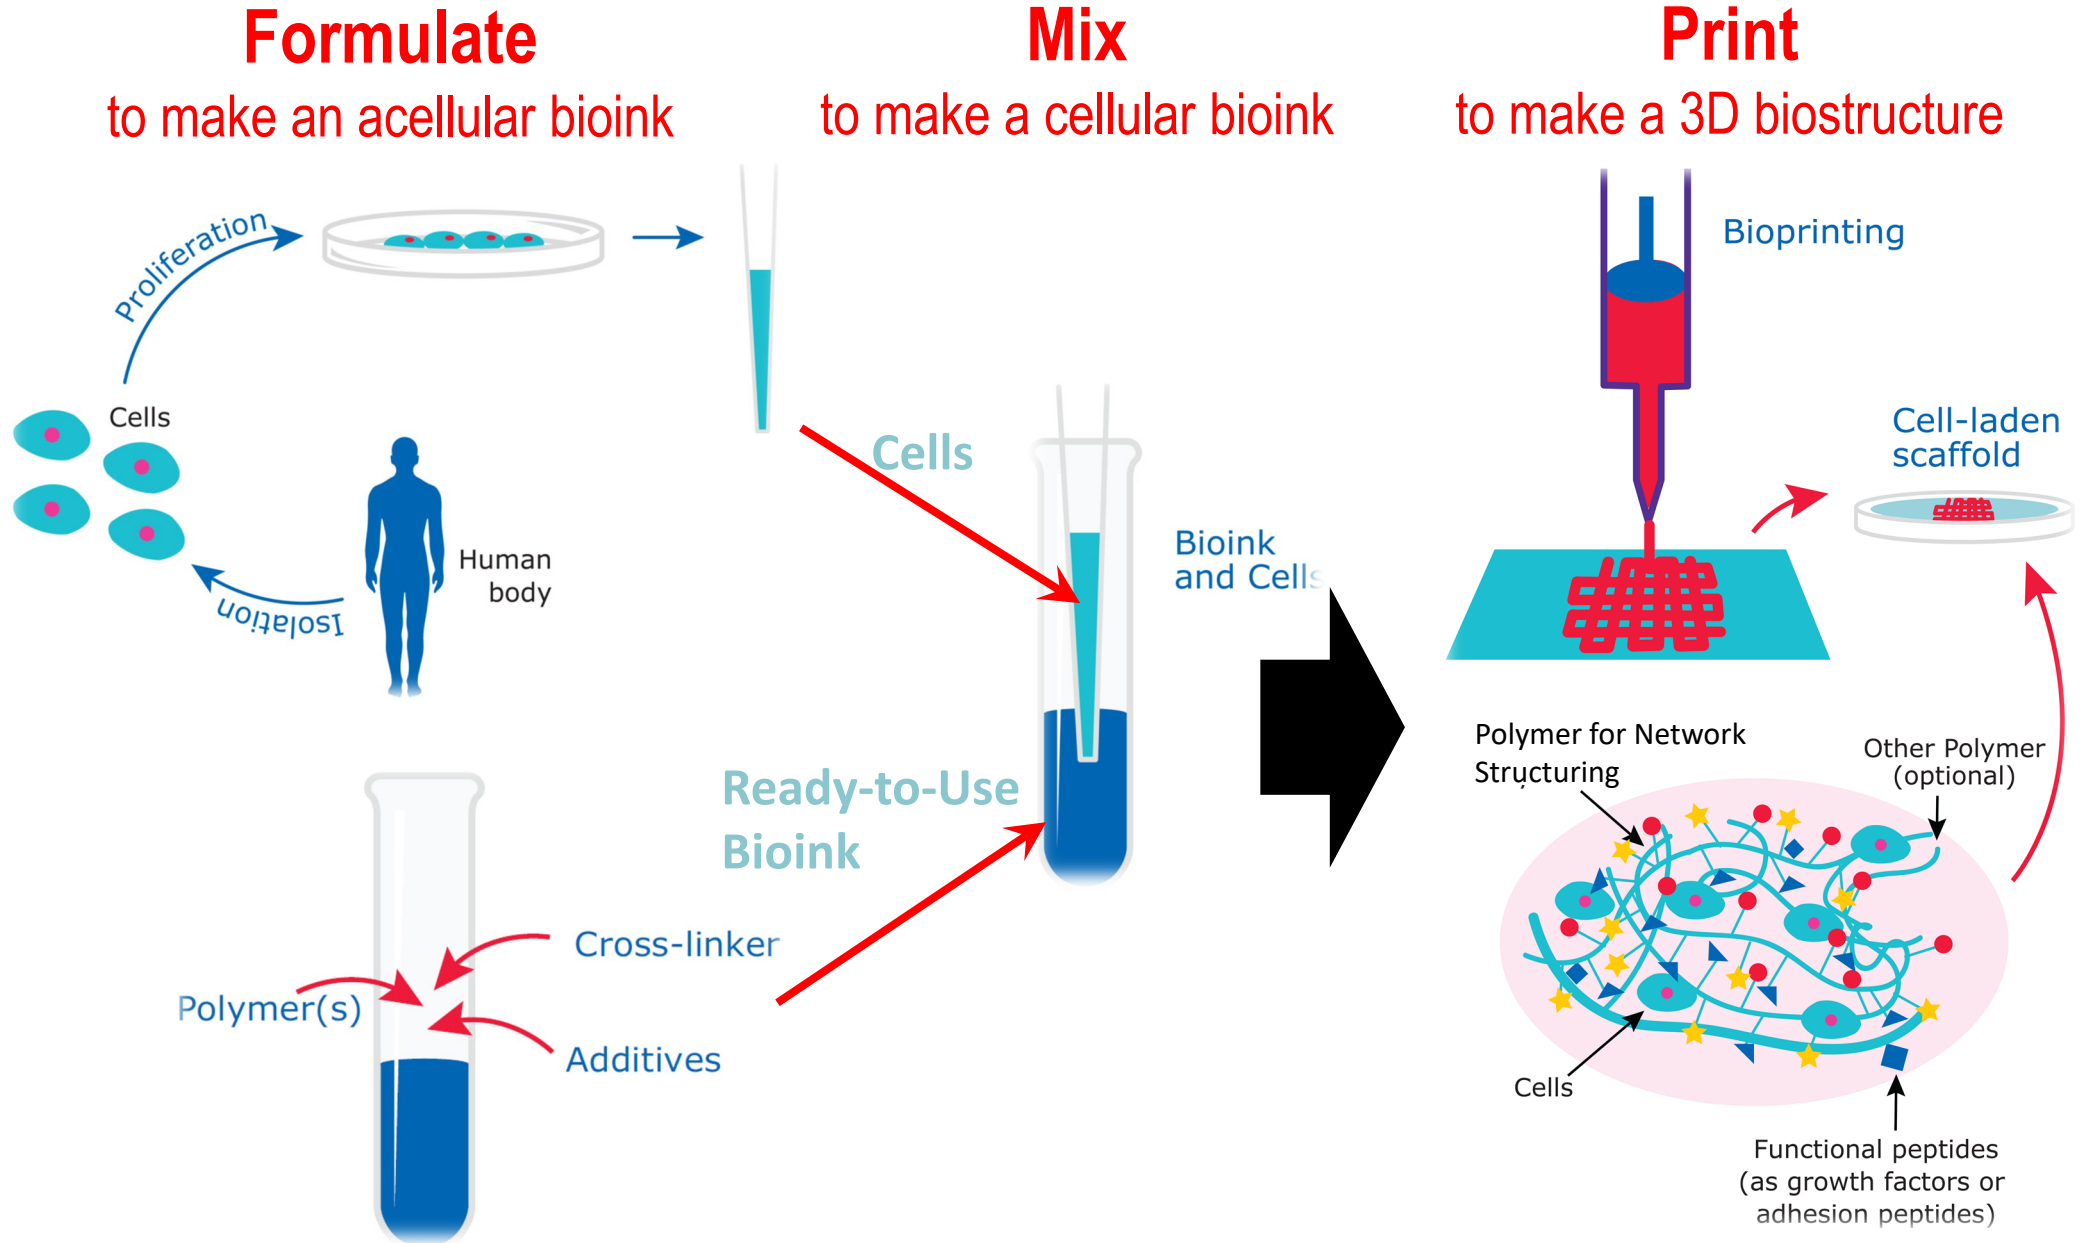 Formulate
to make an acellular bioink
Mix
to make a cellular bioink
Print
to make a 3D biostructure
Proliferation
Cells
Isolation
Human
body
Cells
Ready-to-Use
Bioink
Bioink
and Cells
Cross-linker
Polymer(s)
Additives
Bioprinting
Cell-laden
scaffold
Polymer for Network
Structuring
Other Polymer
(optional)
Cells
Functional peptides
(as growth factors or
adhesion peptides)